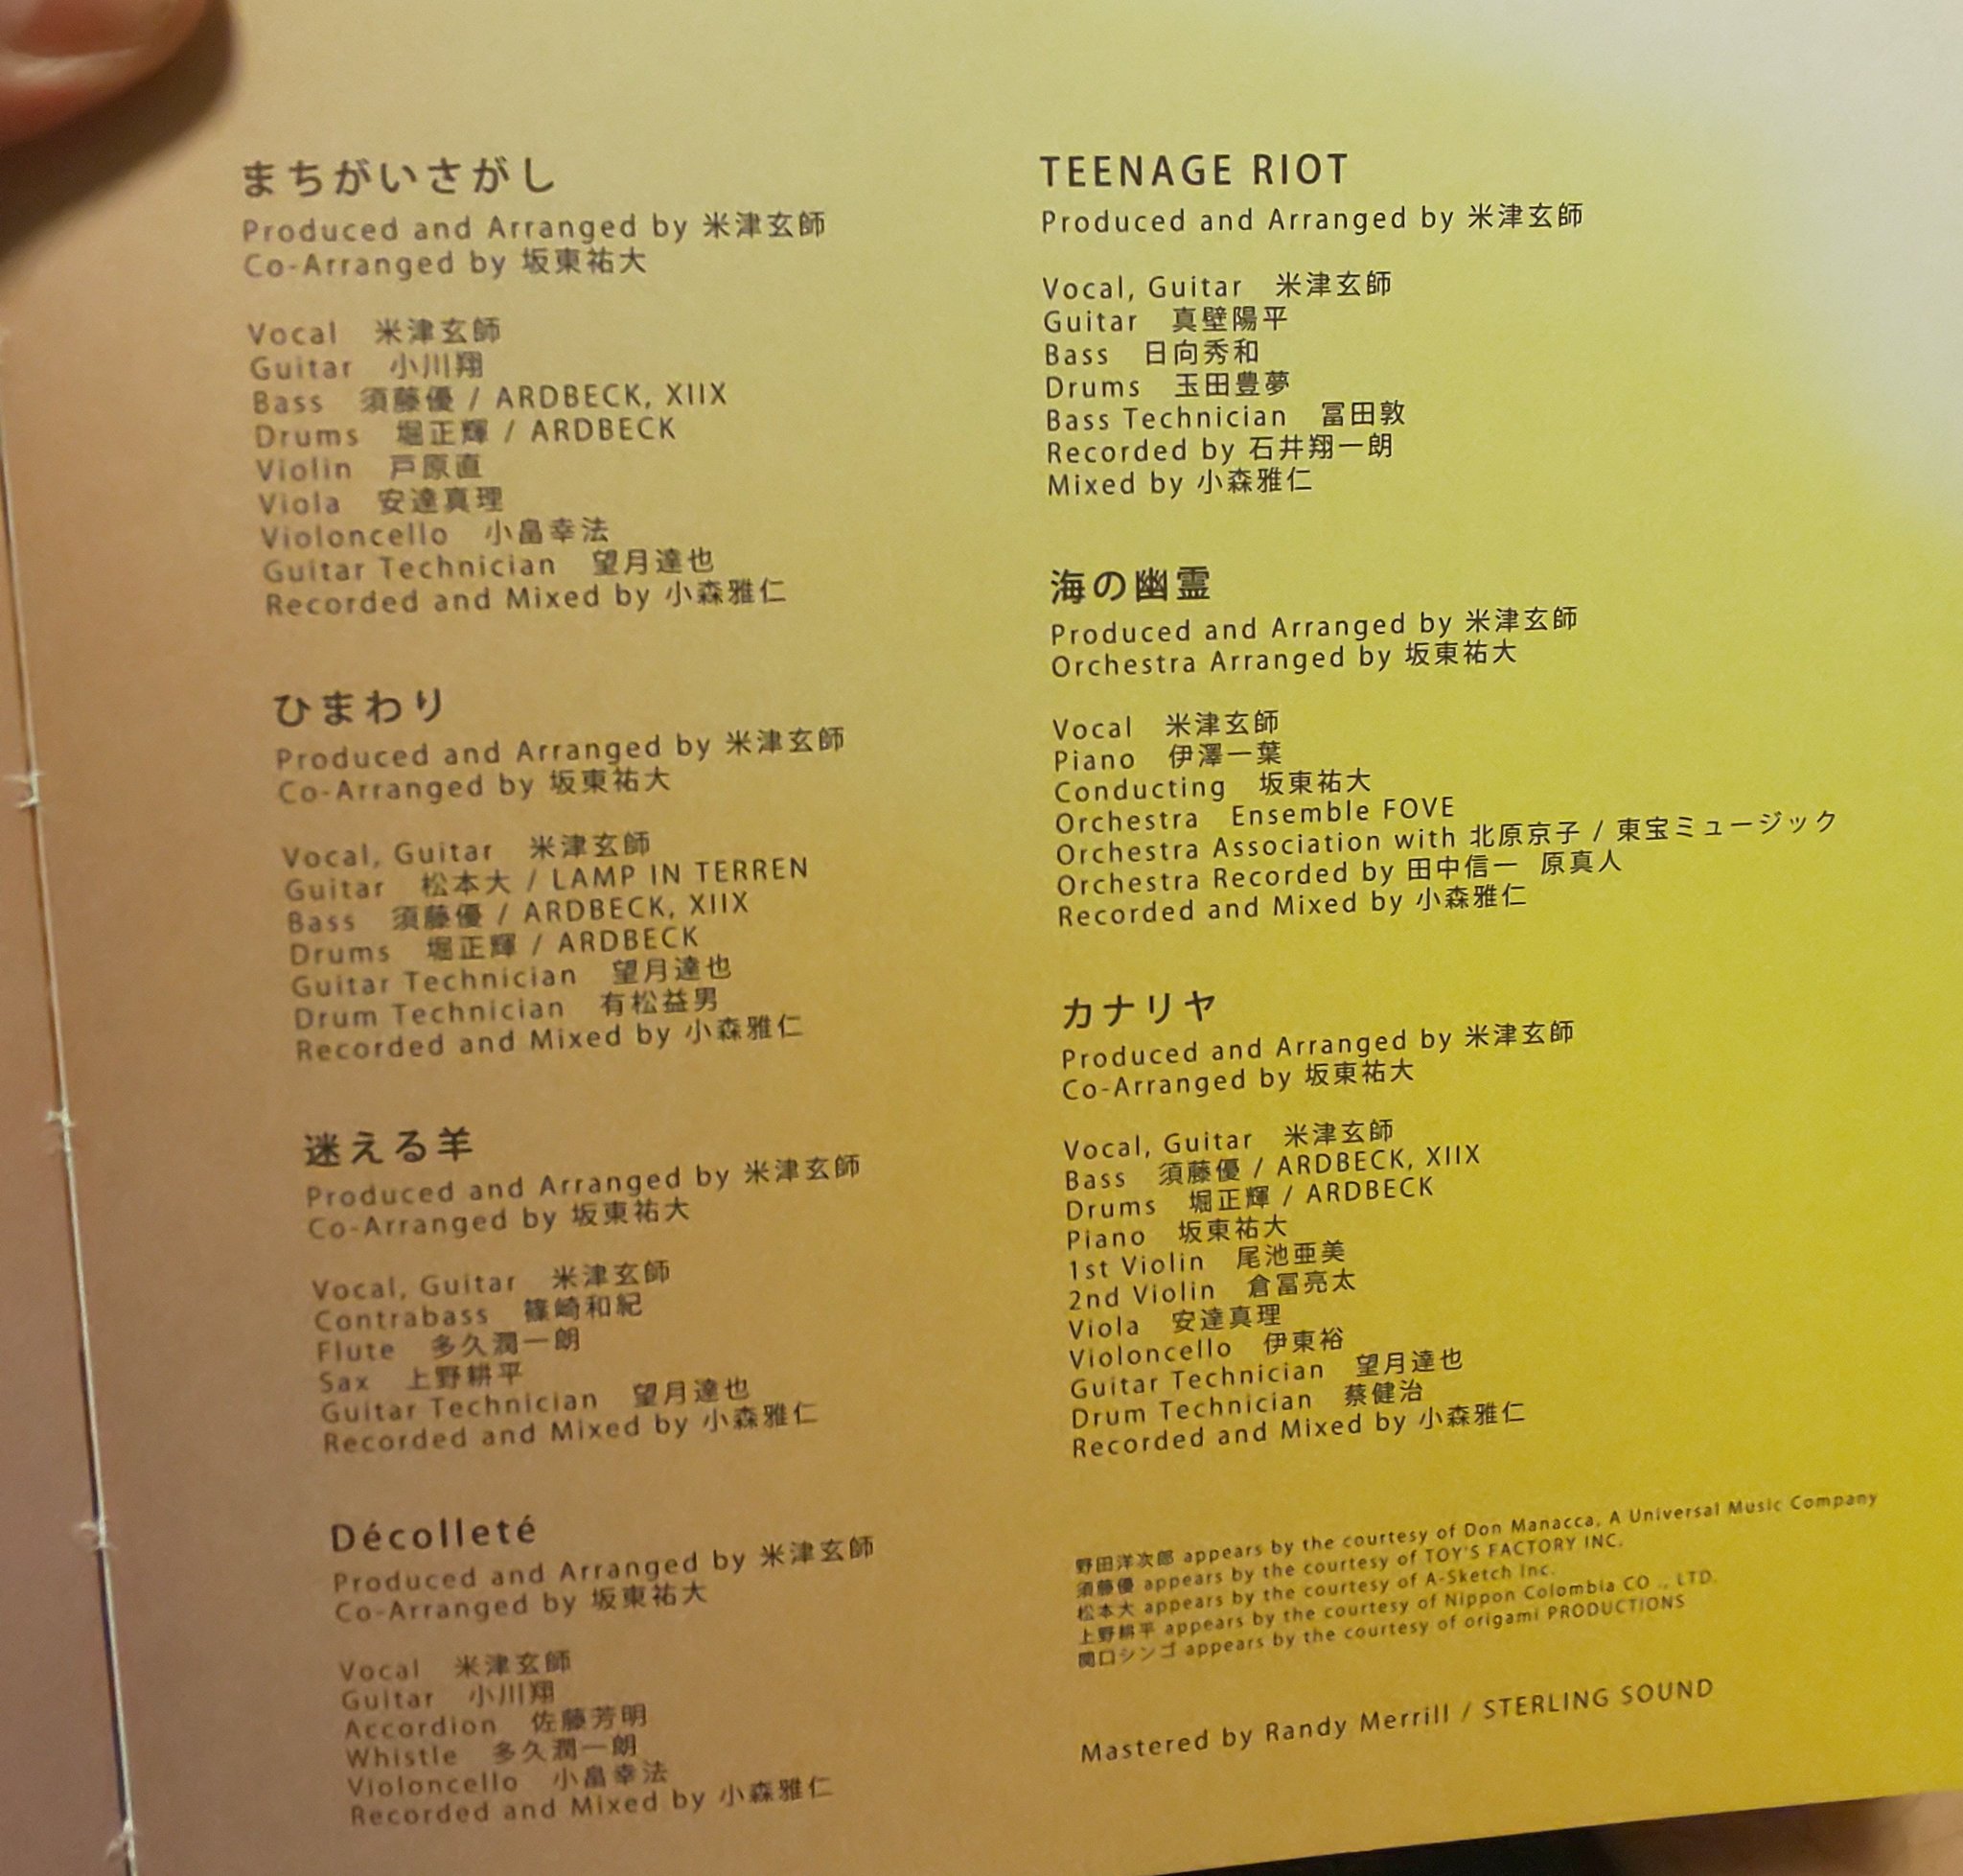 まちがいさがし
Produced and Arranged by 米津玄師
Co-Arranged by 坂東祐大
Vocal　米津玄師
Guitar　小川翔
Bass　須藤優 / ARDBECK, XIIX
Drums　堀正輝 / ARDBECK
Violin　戸原直
Viola　安達真理
Violoncello　小畠幸法
Guitar Technician　望月達也
Recorded and Mixed by 小森雅仁
ひまわり
Produced and Arranged by 米津玄師
Co-Arranged by 坂東祐大
Vocal, Guitar　米津玄師
Guitar　松本大 / LAMP IN TERREN
Bass　須藤優 / ARDBECK, XIIX
Drums　堀正輝 / ARDBECK
Guitar Technician　望月達也
Drum Technician　有松益男
Recorded and Mixed by 小森雅仁
迷える羊
Produced and Arranged by 米津玄師
Co-Arranged by 坂東祐大
Vocal, Guitar　米津玄師
Contrabass　篠崎和紀
Flute　多久潤一朗
Sax　上野耕平
Guitar Technician　望月達也
Recorded and Mixed by 小森雅仁
Décolleté
Produced and Arranged by 米津玄師
Co-Arranged by 坂東祐大
Vocal　米津玄師
Guitar　小川翔
Accordion　佐藤芳明
Whistle　多久潤一朗
Violoncello　小畠幸法
Recorded and Mixed by 小森雅仁
TEENAGE RIOT
Produced and Arranged by 米津玄師
Vocal, Guitar　米津玄師
Guitar　真壁陽平
Bass　日向秀和
Drums　玉田豊夢
Bass Technician　冨田敦
Recorded by 石井翔一朗
Mixed by 小森雅仁
海の幽霊
Produced and Arranged by 米津玄師
Orchestra Arranged by 坂東祐大
Vocal　米津玄師
Piano　伊澤一葉
Conducting　坂東祐大
Orchestra　Ensemble FOVE
Orchestra Association with 北原京子 / 東宝ミュージック
Orchestra Recorded by 田中信一　原真人
Recorded and Mixed by 小森雅仁
カナリヤ
Produced and Arranged by 米津玄師
Co-Arranged by 坂東祐大
Vocal, Guitar　米津玄師
Bass　須藤優 / ARDBECK, XIIX
Drums　堀正輝 / ARDBECK
Piano　坂東祐大
1st Violin　尾池亜美
2nd Violin　倉冨亮太
Viola　安達真理
Violoncello　伊東裕
Guitar Technician　望月達也
Drum Technician　蔡健治
Recorded and Mixed by 小森雅仁
野田洋次郎 appears by the courtesy of Don Manacca, A Universal Music Company
須藤優 appears by the courtesy of TOY'S FACTORY INC.
松本大 appears by the courtesy of A-Sketch Inc.
上野耕平 appears by the courtesy of Nippon Colombia CO ., LTD.
関口シンゴ appears by the courtesy of origami PRODUCTIONS
Mastered by Randy Merrill / STERLING SOUND